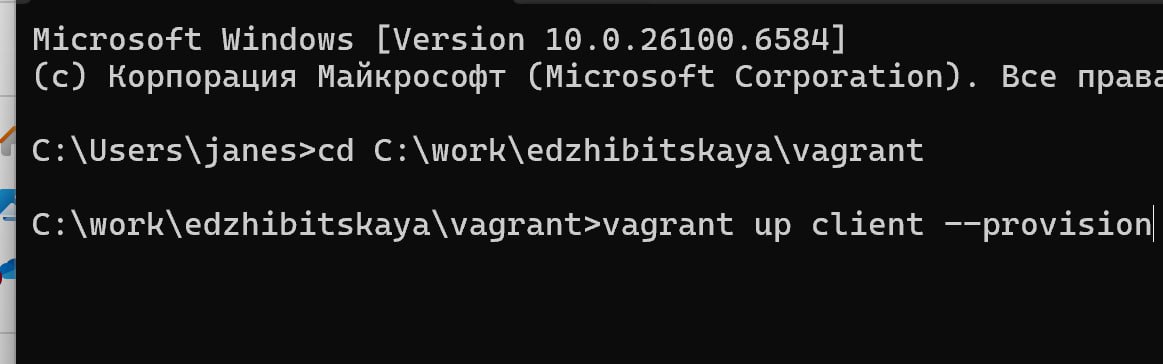 Microsoft Windows [Version 10.0.26100.6584]
(c) Корпорация Майкрософт (Microsoft Corporation). Все права
C:\Users\janes>cd C:\work\edzhibitskaya\vagrant
C:\work\edzhibitskaya\vagrant>vagrant up client --provision